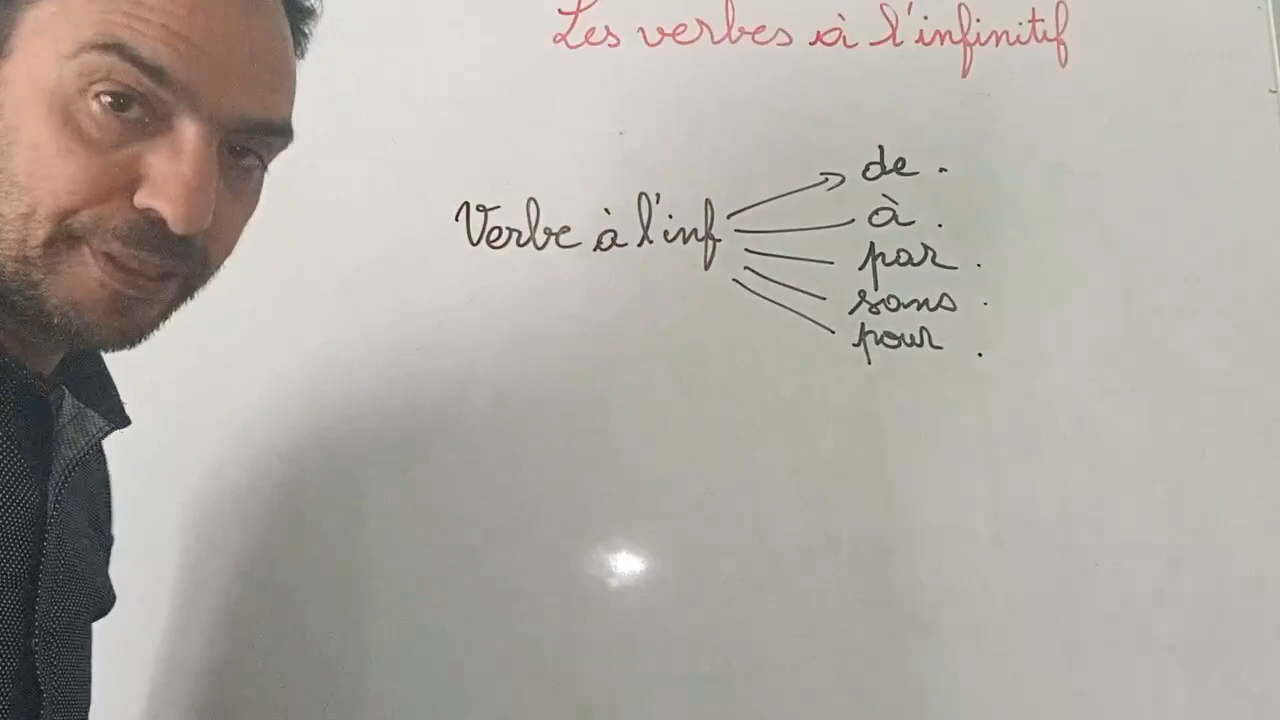 Les verbes à l'infinitif
de .
Verbe à l'inf à .
par .
sans .
pour .